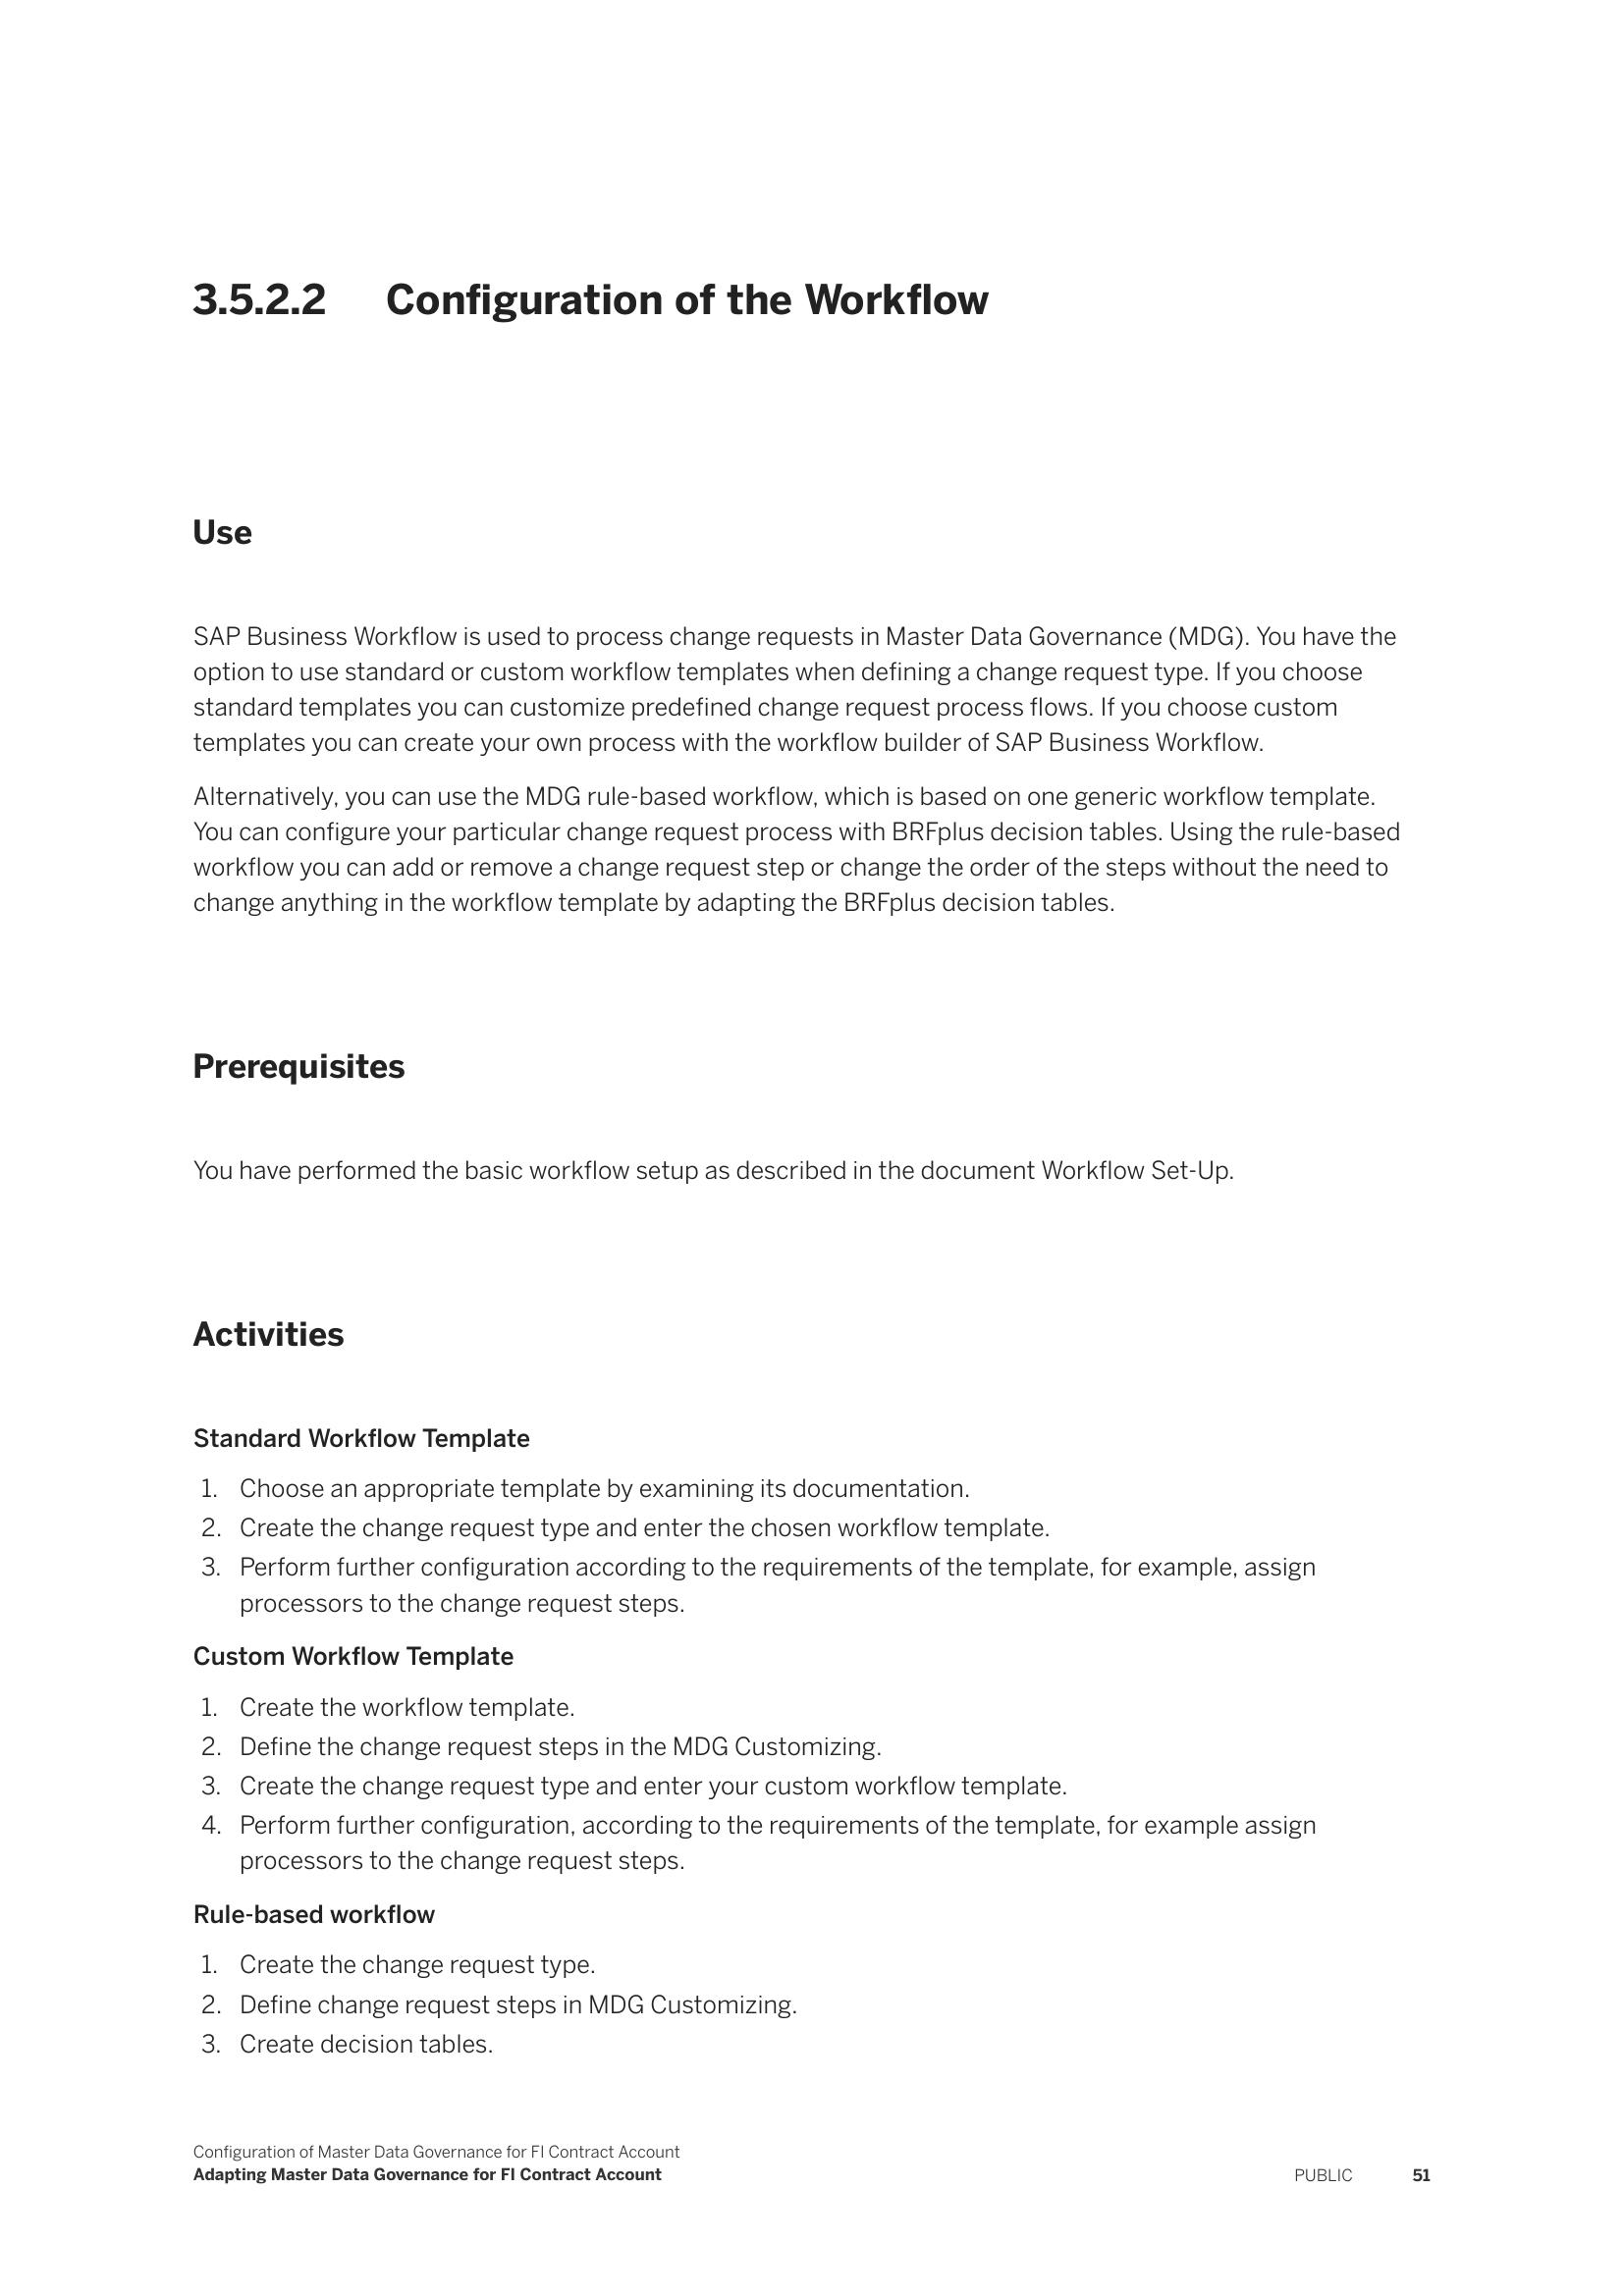 3.5.2.2 Configuration of the Workflow
Use
SAP Business Workflow is used to process change requests in Master Data Governance (MDG). You have the
option to use standard or custom workflow templates when defining a change request type. If you choose
standard templates you can customize predefined change request process flows. If you choose custom
templates you can create your own process with the workflow builder of SAP Business Workflow.
Alternatively, you can use the MDG rule-based workflow, which is based on one generic workflow template.
You can configure your particular change request process with BRFplus decision tables. Using the rule-based
workflow you can add or remove a change request step or change the order of the steps without the need to
change anything in the workflow template by adapting the BRFplus decision tables.
Prerequisites
You have performed the basic workflow setup as described in the document Workflow Set-Up.
Activities
Standard Workflow Template
1. Choose an appropriate template by examining its documentation.
2. Create the change request type and enter the chosen workflow template.
3. Perform further configuration according to the requirements of the template, for example, assign
processors to the change request steps.
Custom Workflow Template
1. Create the workflow template.
2. Define the change request steps in the MDG Customizing.
3. Create the change request type and enter your custom workflow template.
4. Perform further configuration, according to the requirements of the template, for example assign
processors to the change request steps.
Rule-based workflow
1. Create the change request type.
2. Define change request steps in MDG Customizing.
3. Create decision tables.
Configuration of Master Data Governance for FI Contract Account
Adapting Master Data Governance for FI Contract Account
PUBLIC 51